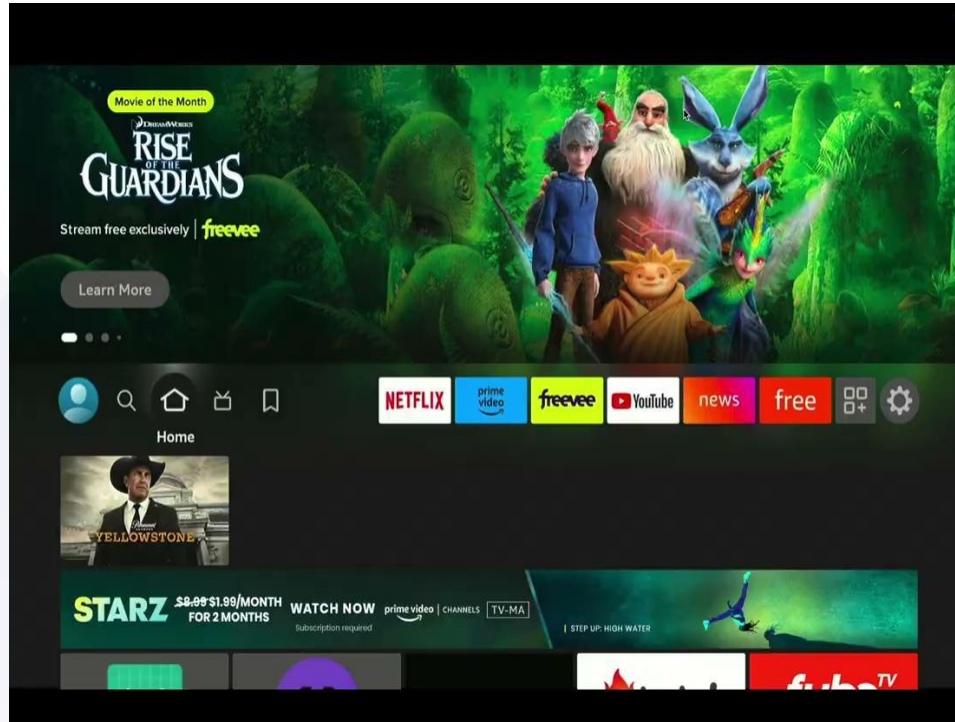 Movie of the Month
DREAMWORKS
RISE
OF THE
GUARDIANS
Stream free exclusively | freevee
Learn More
NETFLIX
prime
video
freevee
YouTube
news
free
Home
Paramount
YELLOWSTONE
STARZ
$8.99 $1.99/MONTH
FOR 2 MONTHS
WATCH NOW
Subscription required
prime video | CHANNELS
TV-MA
STEP UP: HIGH WATER
TV